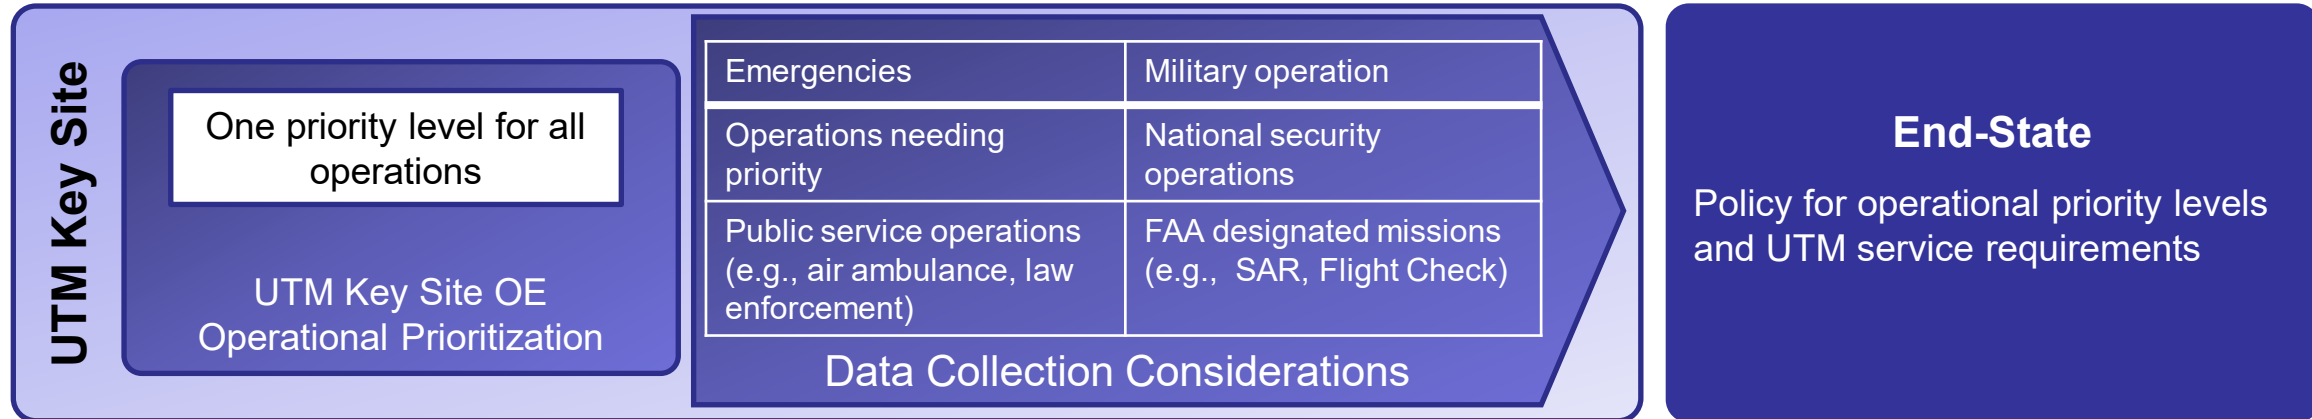 UTM Key Site
One priority level for all
operations
UTM Key Site OE
Operational Prioritization
Emergencies
Military operation
Operations needing
priority
National security
operations
Public service operations
(e.g., air ambulance, law
enforcement)
FAA designated missions
(e.g., SAR, Flight Check)
Data Collection Considerations
End-State
Policy for operational priority levels
and UTM service requirements